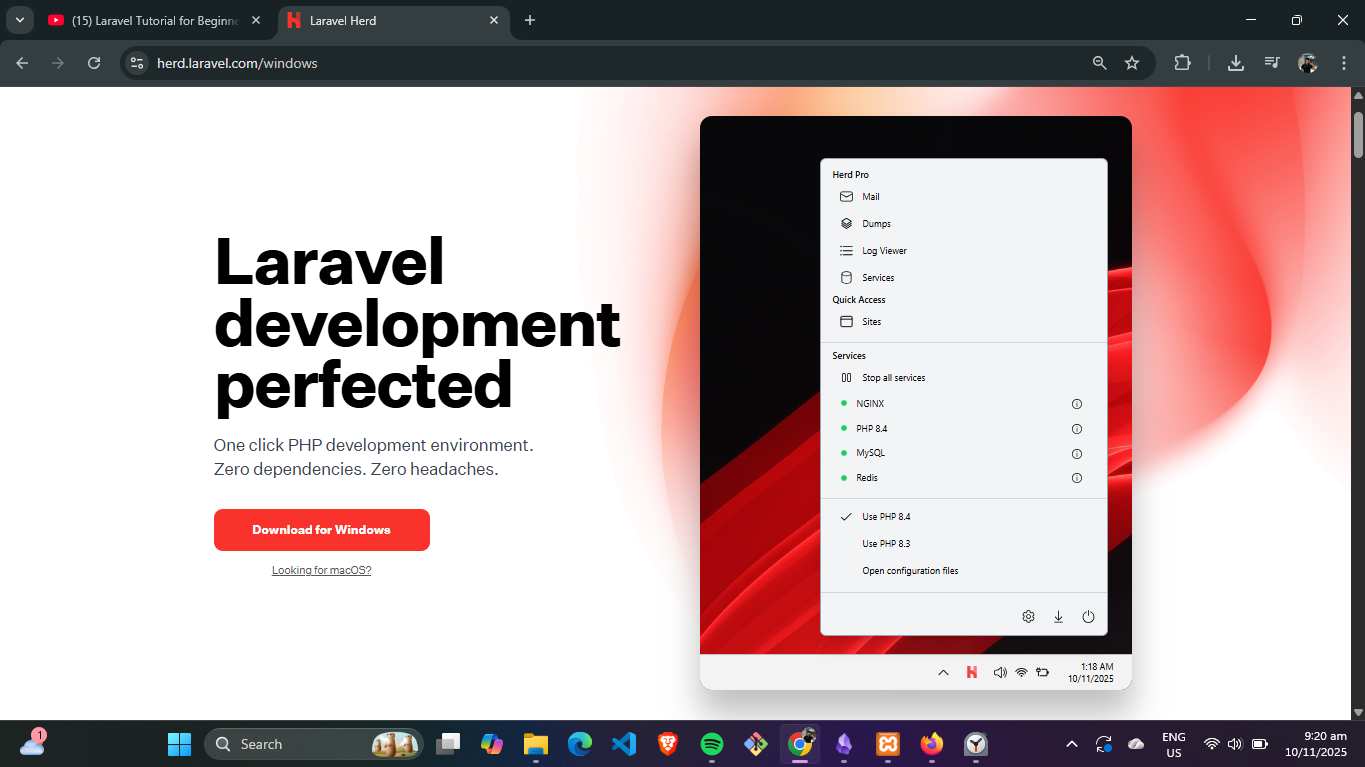 (15) Laravel Tutorial for Beginne
Laravel Herd
herd.laravel.com/windows
Laravel
development
perfected
One click PHP development environment.
Zero dependencies. Zero headaches.
Download for Windows
Looking for macOS?
Herd Pro
Mail
Dumps
Log Viewer
Services
Quick Access
Sites
Services
Stop all services
NGINX
PHP 8.4
MySQL
Redis
Use PHP 8.4
Use PHP 8.3
Open configuration files
1:18 AM
10/11/2025
1
Search
ENG
US
9:20 am
10/11/2025